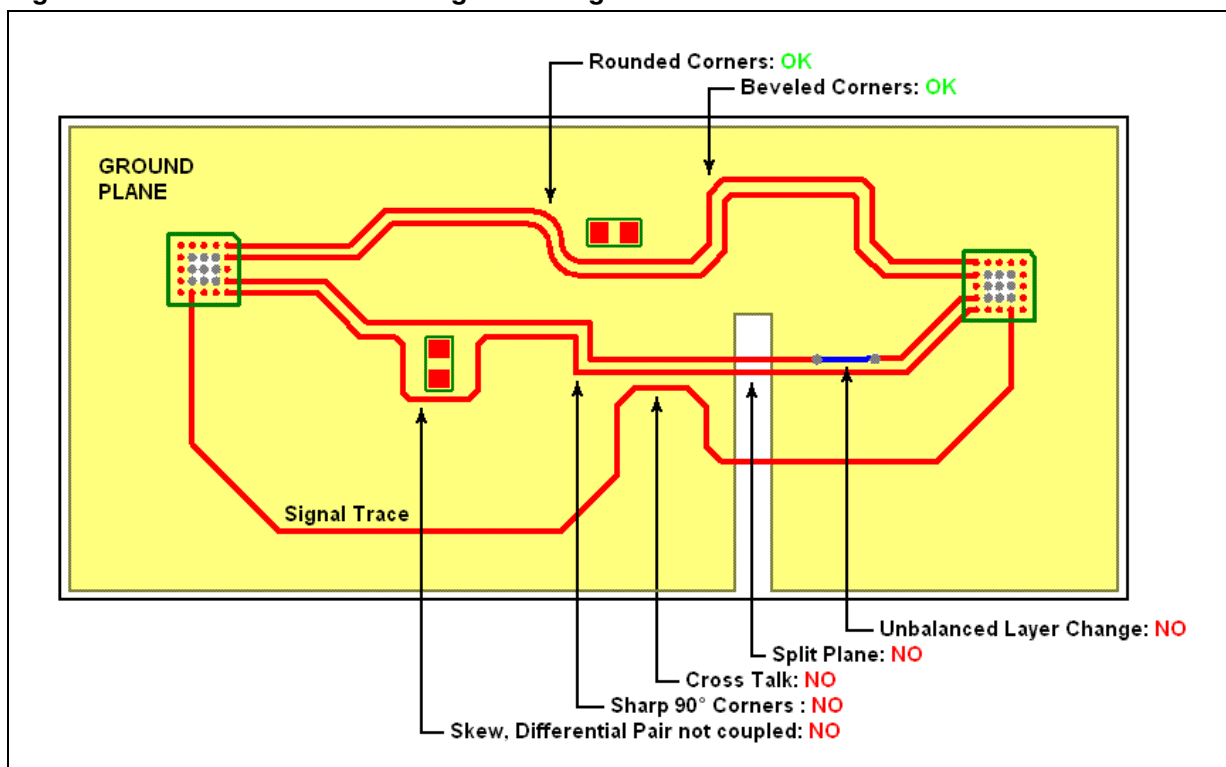 Rounded Corners: OK
Beveled Corners: OK
GROUND
PLANE
Signal Trace
Unbalanced Layer Change: NO
Split Plane: NO
Cross Talk: NO
Sharp 90° Corners : NO
Skew, Differential Pair not coupled: NO